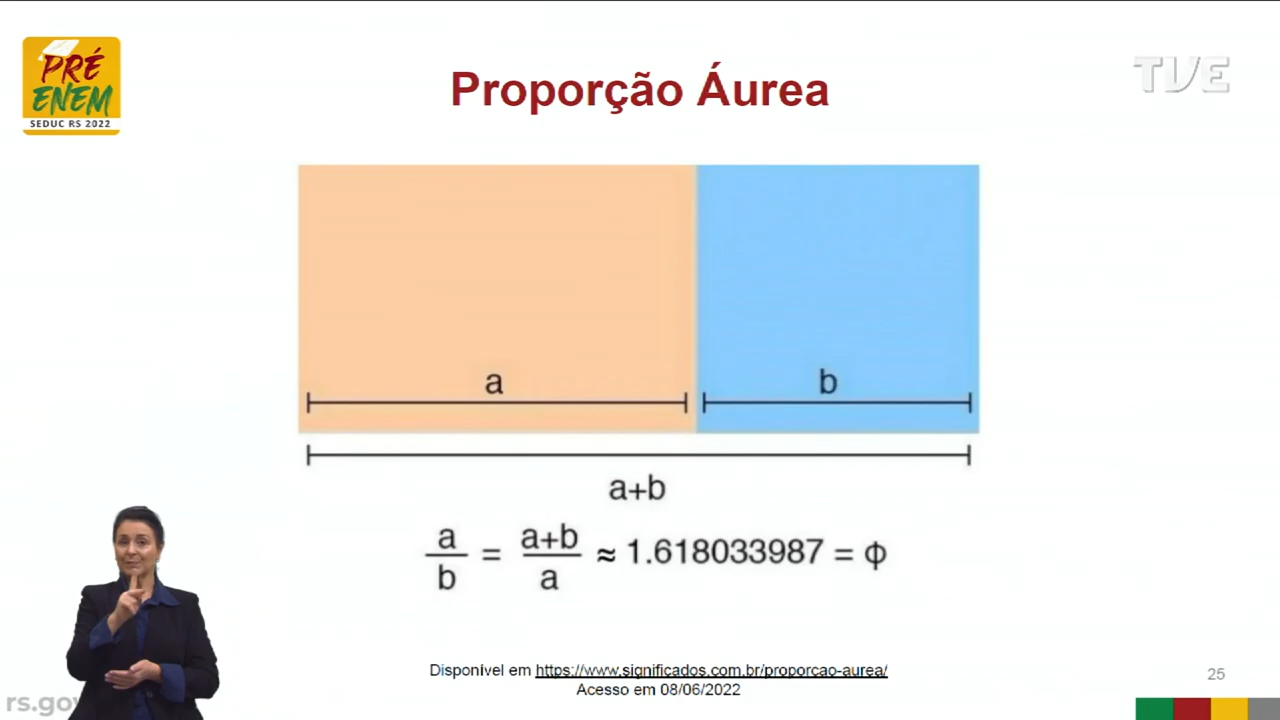 PRÉ
ENEM
SEDUC RS 2022
Proporção Áurea
TVE
a
b
a+b
a/b = a+b/a ≈ 1.618033987 = ϕ
Disponível em https://www.significados.com.br/proporcao-aurea/
Acesso em 08/06/2022
25
rs.gov